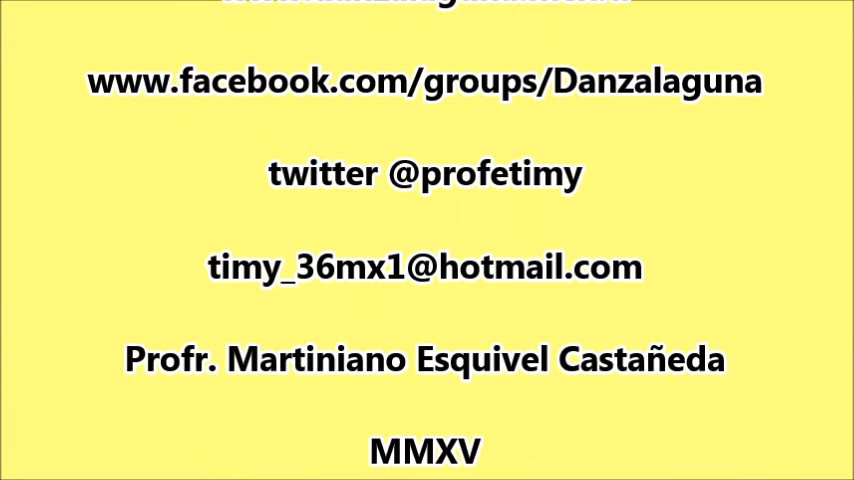 www.facebook.com/groups/Danzalaguna
twitter @profetimy
timy_36mx1@hotmail.com
Profr. Martiniano Esquivel Castañeda
MMXV